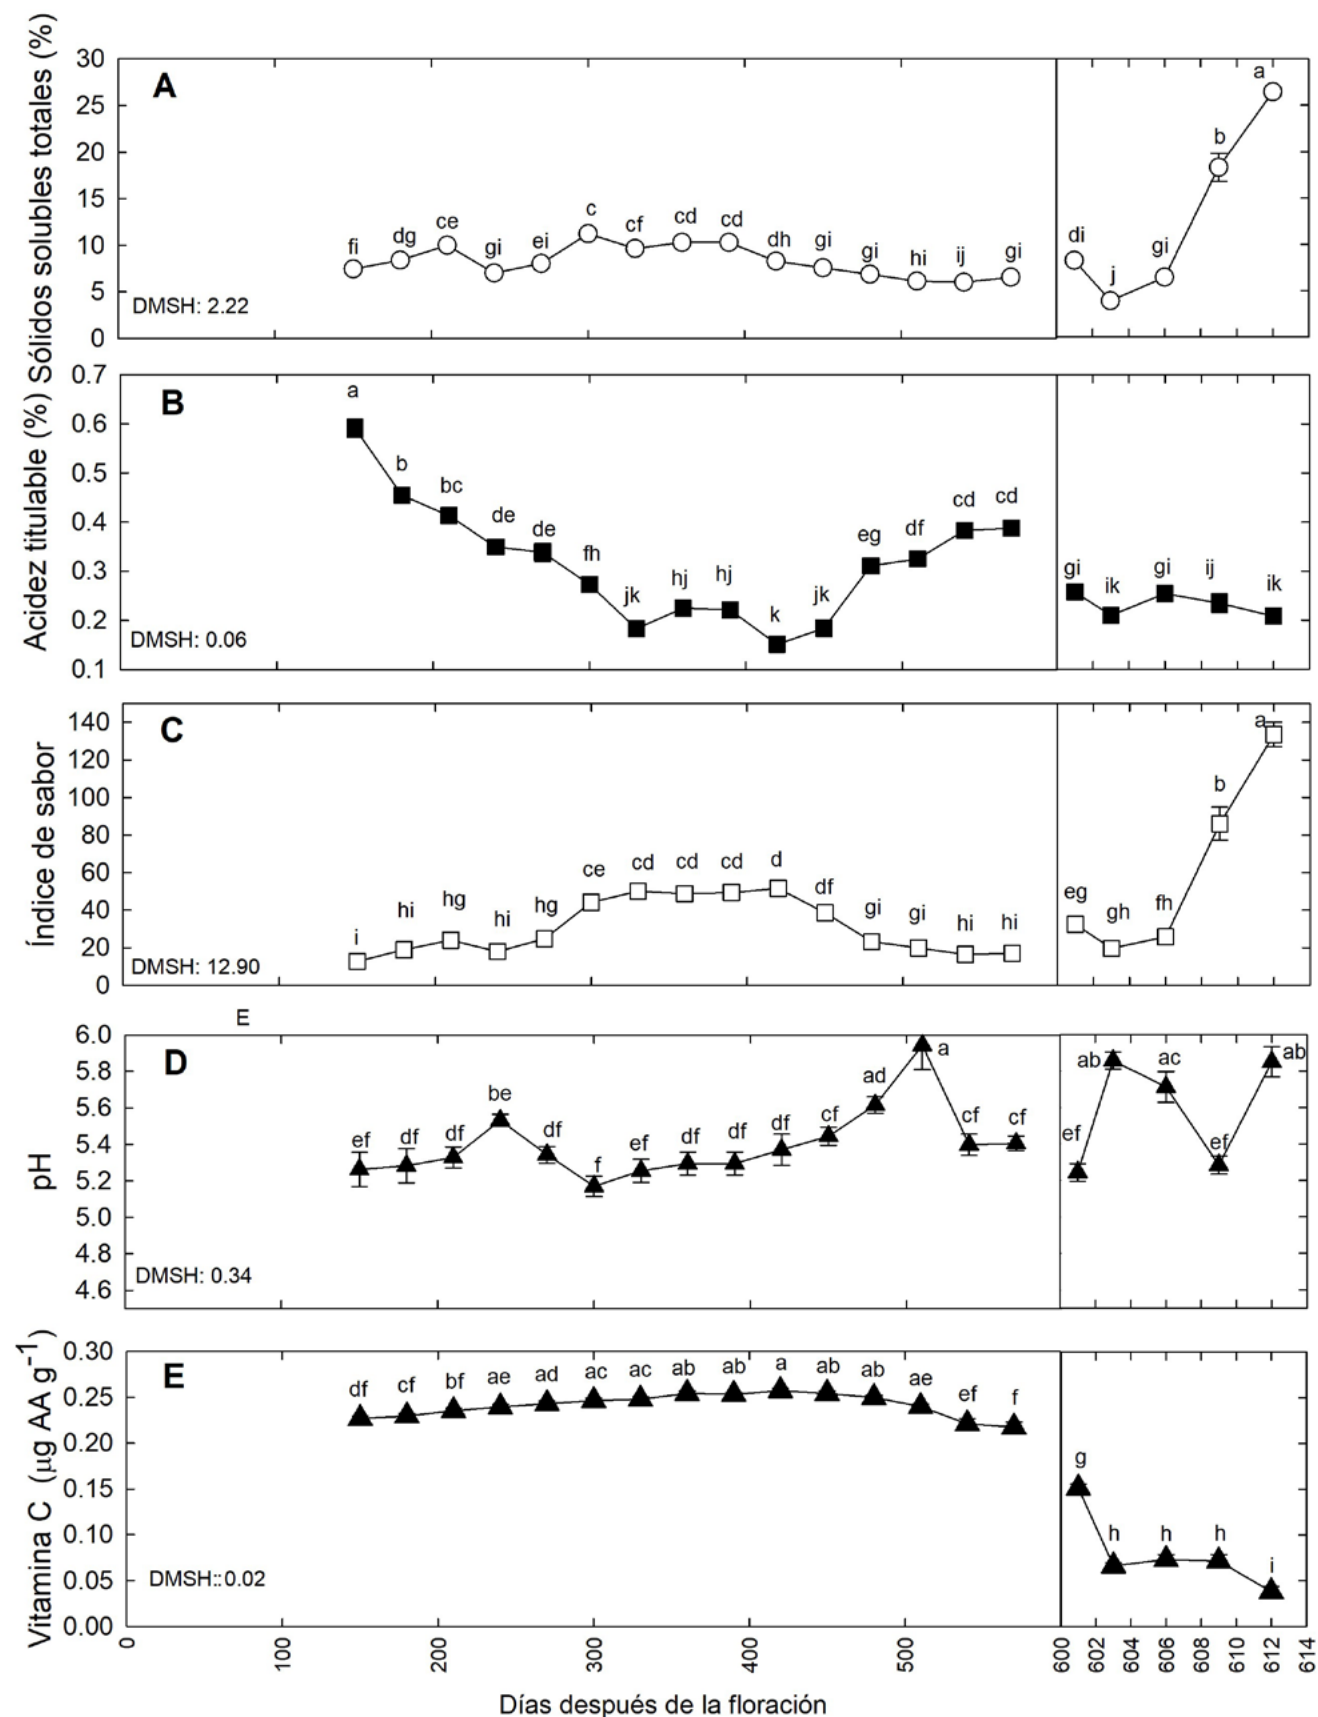 Sólidos solubles totales (%)
30
25
20
15
10
5
0
A
fi dg ce gi ei c cf cd cd dh gi gi hi ij gi
di j gi b a
DMSH: 2.22
Acidez titulable (%)
0.7
0.6
0.5
0.4
0.3
0.2
0.1
B
a b bc de de fh jk hj hj k jk eg df cd cd
gi ik gi ij ik
DMSH: 0.06
Índice de sabor
140
120
100
80
60
40
20
0
C
i hi hg hi hg ce cd cd cd d df gi gi hi hi
eg gh fh b a
DMSH: 12.90
E
pH
6.0
5.8
5.6
5.4
5.2
5.0
4.8
4.6
D
ef df df be df f ef df df df cf ad a cf cf
ef ab ac ef ab
DMSH: 0.34
Vitamina C (µg AA g-1)
0.30
0.25
0.20
0.15
0.10
0.05
0.00
E
df cf bf ae ad ac ac ab ab a ab ab ae ef f
g h h h i
DMSH::0.02
0 100 200 300 400 500 600 602 604 606 608 610 612 614
Días después de la floración